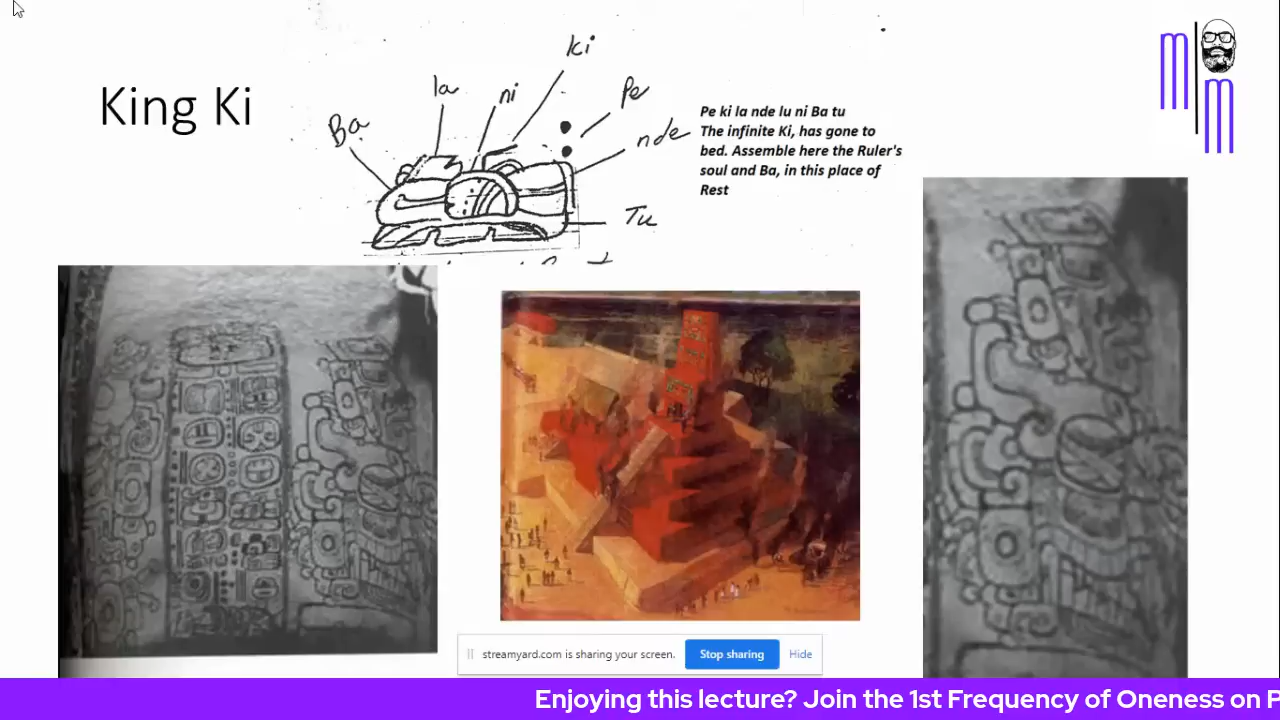 King Ki
Ba
la
ni
Ki
Pe
nde
Tu
Pe ki la nde lu ni Ba tu
The infinite Ki, has gone to
bed. Assemble here the Ruler's
soul and Ba, in this place of
Rest
m
m
streamyard.com is sharing your screen.
Stop sharing
Hide
Enjoying this lecture? Join the 1st Frequency of Oneness on P